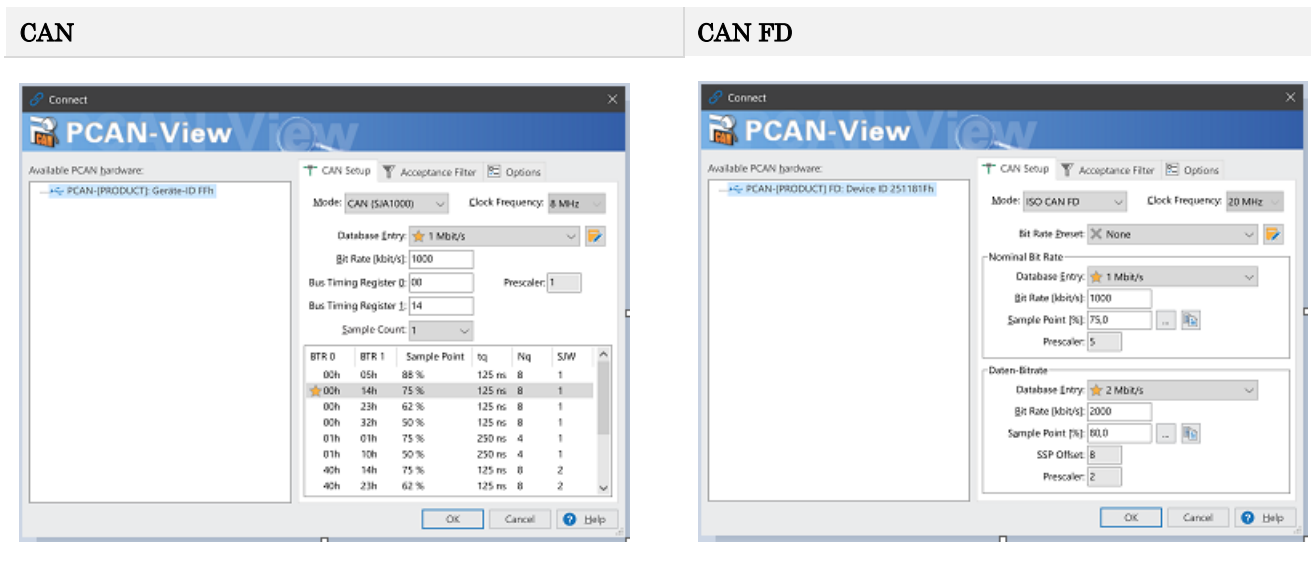 CAN
CAN FD
Connect
PCAN-View
Available PCAN hardware:
PCAN-[PRODUCT]: Geräte-ID FFh
CAN Setup Acceptance Filter Options
Mode: CAN (SJA1000) Clock Frequency: 8 MHz
Database Entry: 1 Mbit/s
Bit Rate [kbit/s]: 1000
Bus Timing Register 0: 00 Prescaler: 1
Bus Timing Register 1: 14
Sample Count: 1
BTR 0 BTR 1 Sample Point tq Nq SJW
00h 05h 88 % 125 ns 8 1
00h 14h 75 % 125 ns 8 1
00h 23h 62 % 125 ns 8 1
00h 32h 50 % 125 ns 8 1
01h 01h 75 % 250 ns 4 1
01h 10h 50 % 250 ns 4 1
40h 14h 75 % 125 ns 8 2
40h 23h 62 % 125 ns 8 2
OK Cancel Help
Connect
PCAN-View
Available PCAN hardware:
PCAN-[PRODUCT] FD: Device ID 251181Fh
CAN Setup Acceptance Filter Options
Mode: ISO CAN FD Clock Frequency: 20 MHz
Bit Rate Preset: None
Nominal Bit Rate
Database Entry: 1 Mbit/s
Bit Rate [kbit/s]: 1000
Sample Point [%]: 75,0 ...
Prescaler: 5
Daten-Bitrate
Database Entry: 2 Mbit/s
Bit Rate [kbit/s]: 2000
Sample Point [%]: 80,0 ...
SSP Offset: 8
Prescaler: 2
OK Cancel Help